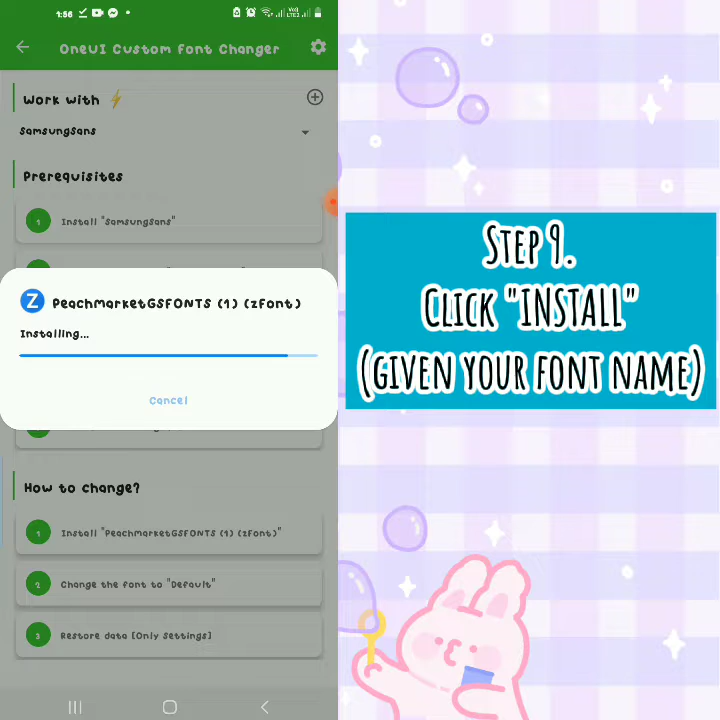 1:56
OneUI Custom Font Changer
Work with ⚡
SamsungSans
Prerequisites
1 Install "SamsungSans"
Z PeachMarketGSFONTS (1) (zFont)
Installing...
Cancel
How to change?
1 Install "PeachMarketGSFONTS (1) (zFont)"
2 Change the font to "Default"
3 Restore data [Only Settings]
Step 9.
Click "INSTALL"
(given your font name)